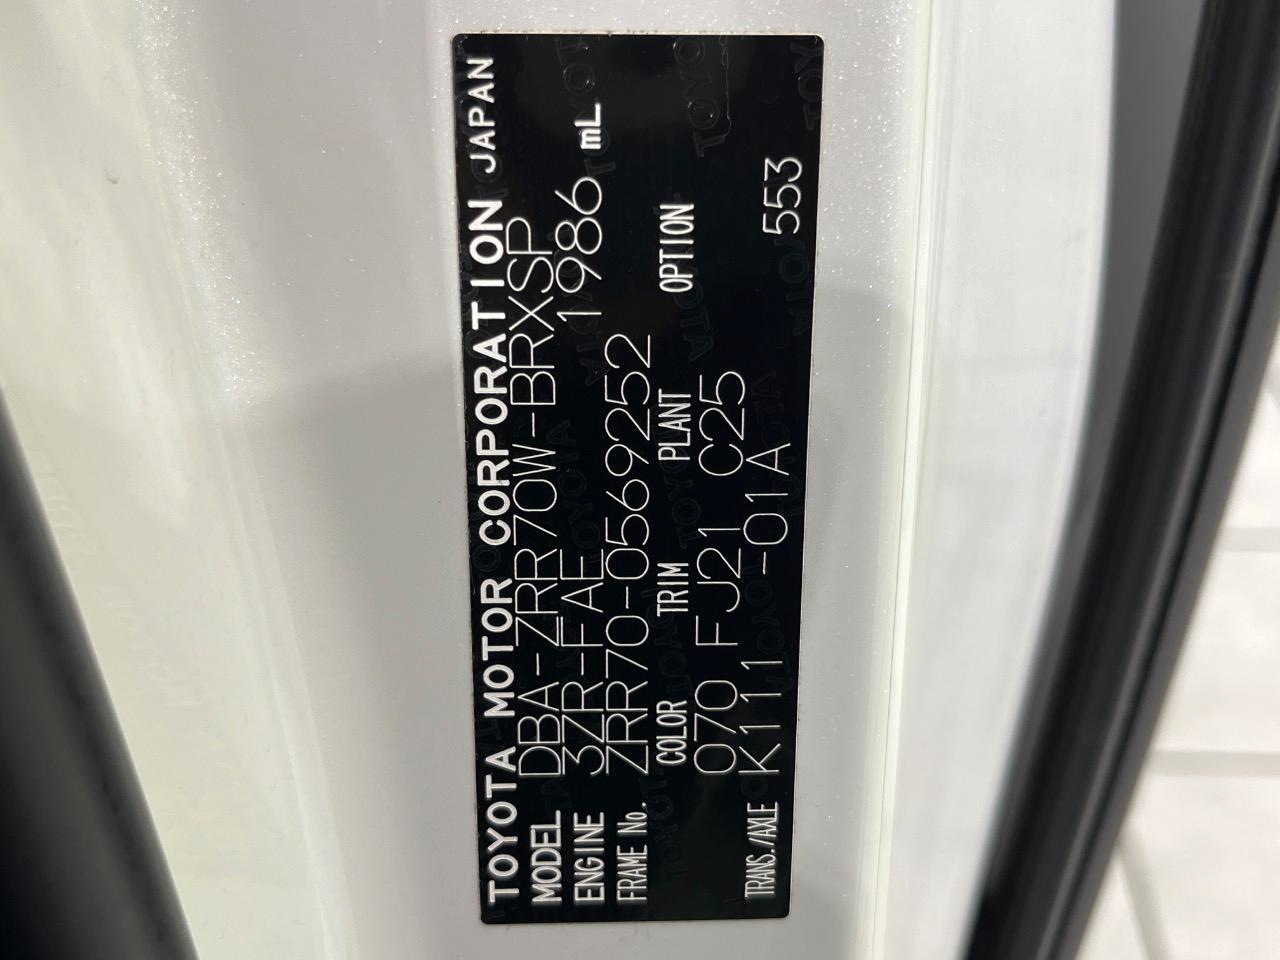 TOYOTA MOTOR CORPORATION JAPAN
MODEL DBA-ZRR70W-BRXSP
ENGINE 3ZR-FAE 1986 mL
FRAME No. ZRR70-0569252
COLOR TRIM PLANT OPTION
070 FJ21 C25
TRANS./AXLE K111 -01A 553